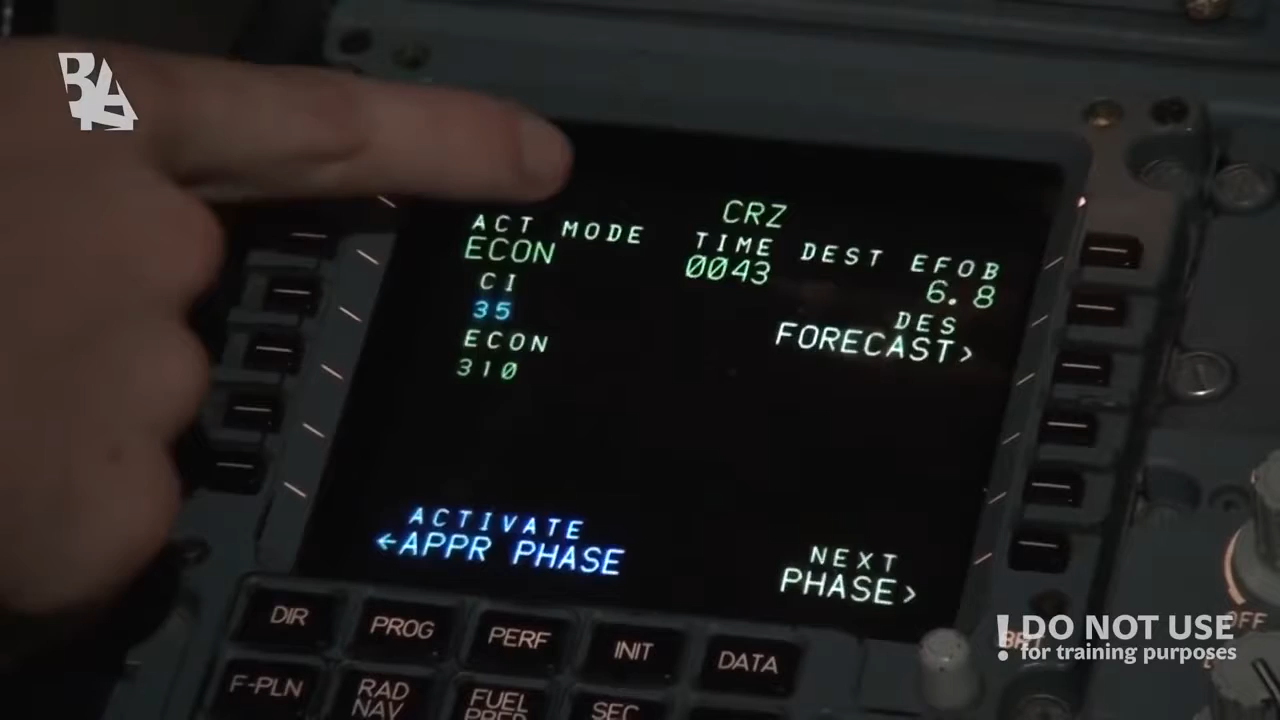 BAA
CRZ
ACT MODE TIME DEST EFOB
ECON 0043 6.8
CI DES
35 FORECAST>
ECON
310
ACTIVATE NEXT
←APPR PHASE PHASE>
DIR PROG PERF INIT DATA
F-PLN RAD NAV FUEL PRED SEC
OFF
BRT
! DO NOT USE
for training purposes